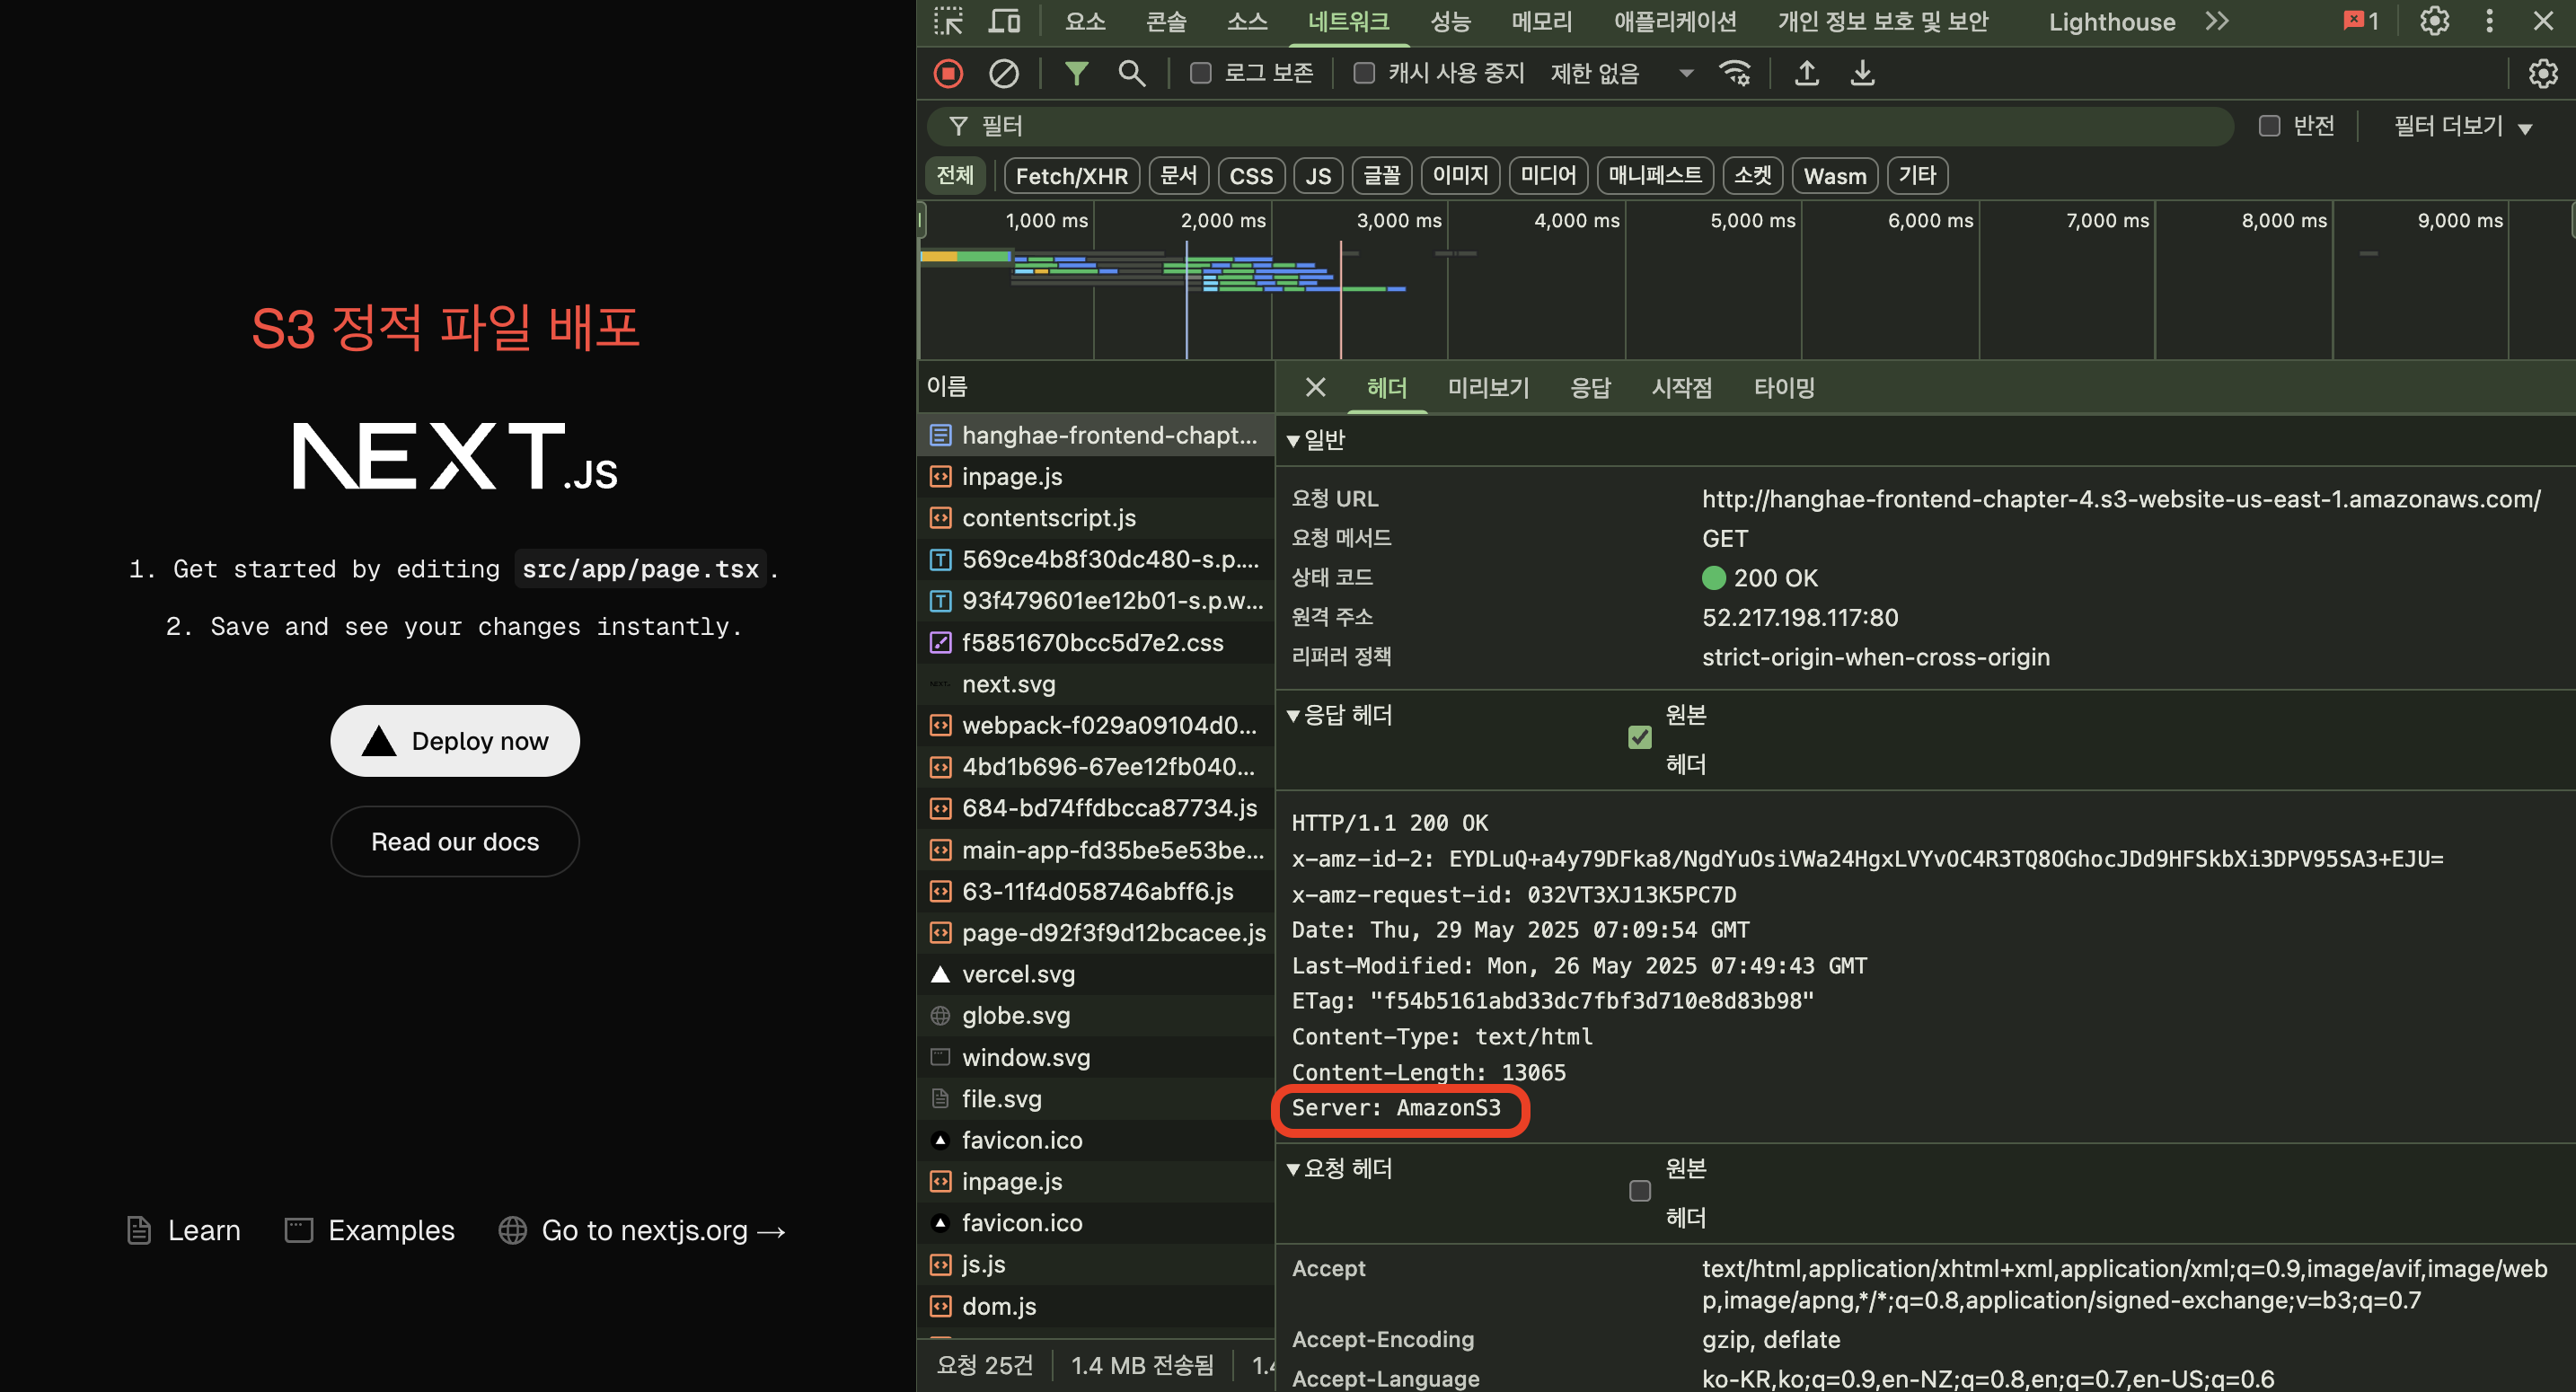 S3 정적 파일 배포
NEXT.JS
1. Get started by editing src/app/page.tsx.
2. Save and see your changes instantly.
Deploy now
Read our docs
Learn
Examples
Go to nextjs.org →
요소 콘솔 소스 네트워크 성능 메모리 애플리케이션 개인 정보 보호 및 보안 Lighthouse 1
로그 보존 캐시 사용 중지 제한 없음
필터 반전 필터 더보기
전체 Fetch/XHR 문서 CSS JS 글꼴 이미지 미디어 매니페스트 소켓 Wasm 기타
1,000 ms 2,000 ms 3,000 ms 4,000 ms 5,000 ms 6,000 ms 7,000 ms 8,000 ms 9,000 ms
이름
hanghae-frontend-chapt...
inpage.js
contentscript.js
569ce4b8f30dc480-s.p....
93f479601ee12b01-s.p.w...
f5851670bcc5d7e2.css
next.svg
webpack-f029a09104d0...
4bd1b696-67ee12fb040...
684-bd74ffdbcca87734.js
main-app-fd35be5e53be...
63-11f4d058746abff6.js
page-d92f3f9d12bcacee.js
vercel.svg
globe.svg
window.svg
file.svg
favicon.ico
inpage.js
favicon.ico
js.js
dom.js
요청 25건 1.4 MB 전송됨 1.4
헤더 미리보기 응답 시작점 타이밍
일반
요청 URL http://hanghae-frontend-chapter-4.s3-website-us-east-1.amazonaws.com/
요청 메서드 GET
상태 코드 200 OK
원격 주소 52.217.198.117:80
리퍼러 정책 strict-origin-when-cross-origin
응답 헤더 원본
헤더
HTTP/1.1 200 OK
x-amz-id-2: EYDLuQ+a4y79DFka8/NgdYuOsiVWa24HgxLVYvOC4R3TQ8OGhocJDd9HFSkbXi3DPV95SA3+EJU=
x-amz-request-id: 032VT3XJ13K5PC7D
Date: Thu, 29 May 2025 07:09:54 GMT
Last-Modified: Mon, 26 May 2025 07:49:43 GMT
ETag: "f54b5161abd33dc7fbf3d710e8d83b98"
Content-Type: text/html
Content-Length: 13065
Server: AmazonS3
요청 헤더 원본
헤더
Accept text/html,application/xhtml+xml,application/xml;q=0.9,image/avif,image/web
p,image/apng,*/*;q=0.8,application/signed-exchange;v=b3;q=0.7
Accept-Encoding gzip, deflate
Accept-Language ko-KR,ko;q=0.9,en-NZ;q=0.8,en;q=0.7,en-US;q=0.6